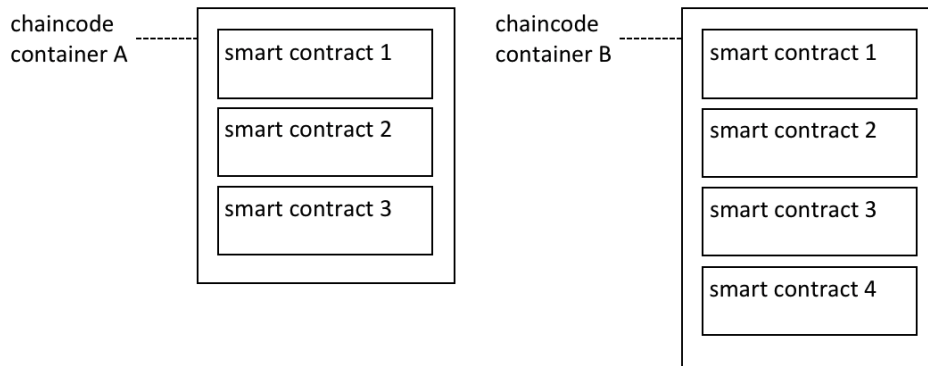 chaincode
container A
smart contract 1
smart contract 2
smart contract 3
chaincode
container B
smart contract 1
smart contract 2
smart contract 3
smart contract 4